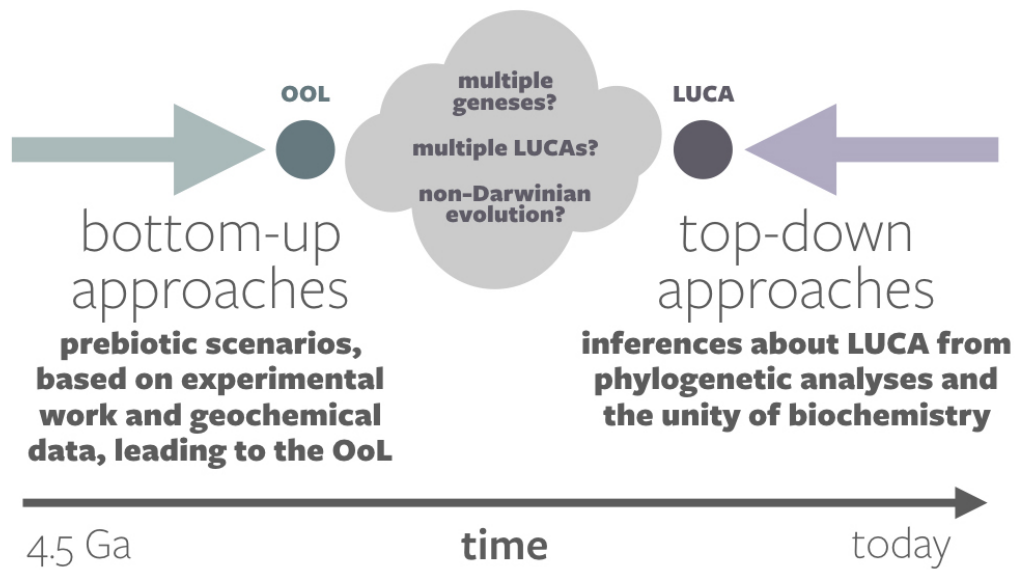 OOL
multiple
geneses?
multiple LUCAs?
non-Darwinian
evolution?
LUCA
bottom-up
approaches
prebiotic scenarios,
based on experimental
work and geochemical
data, leading to the OoL
top-down
approaches
inferences about LUCA from
phylogenetic analyses and
the unity of biochemistry
4.5 Ga
time
today